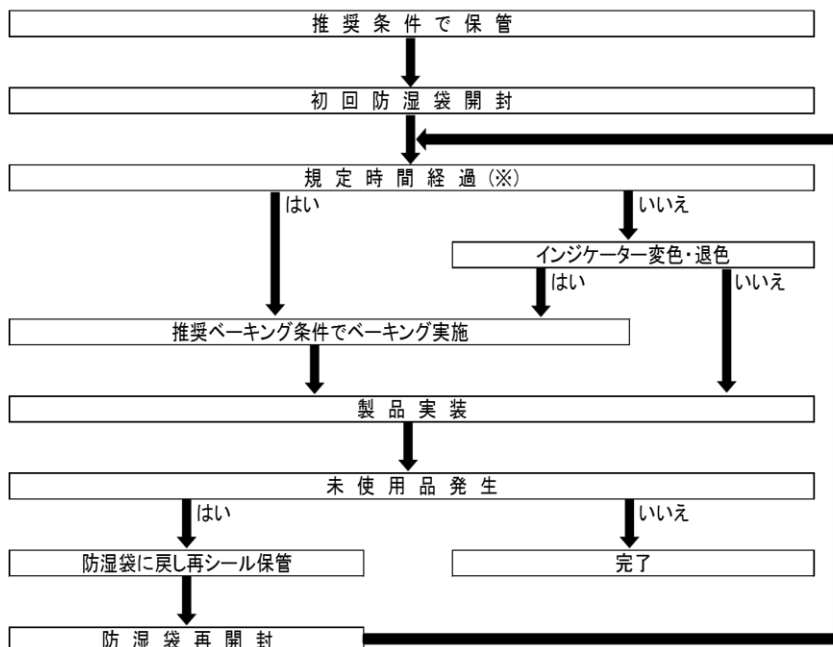 推奨条件で保管
初回防湿袋開封
規定時間経過(※)
はい
いいえ
インジケーター変色・退色
はい
いいえ
推奨ベーキング条件でベーキング実施
製品実装
未使用品発生
はい
いいえ
防湿袋に戻し再シール保管
完了
防湿袋再開封